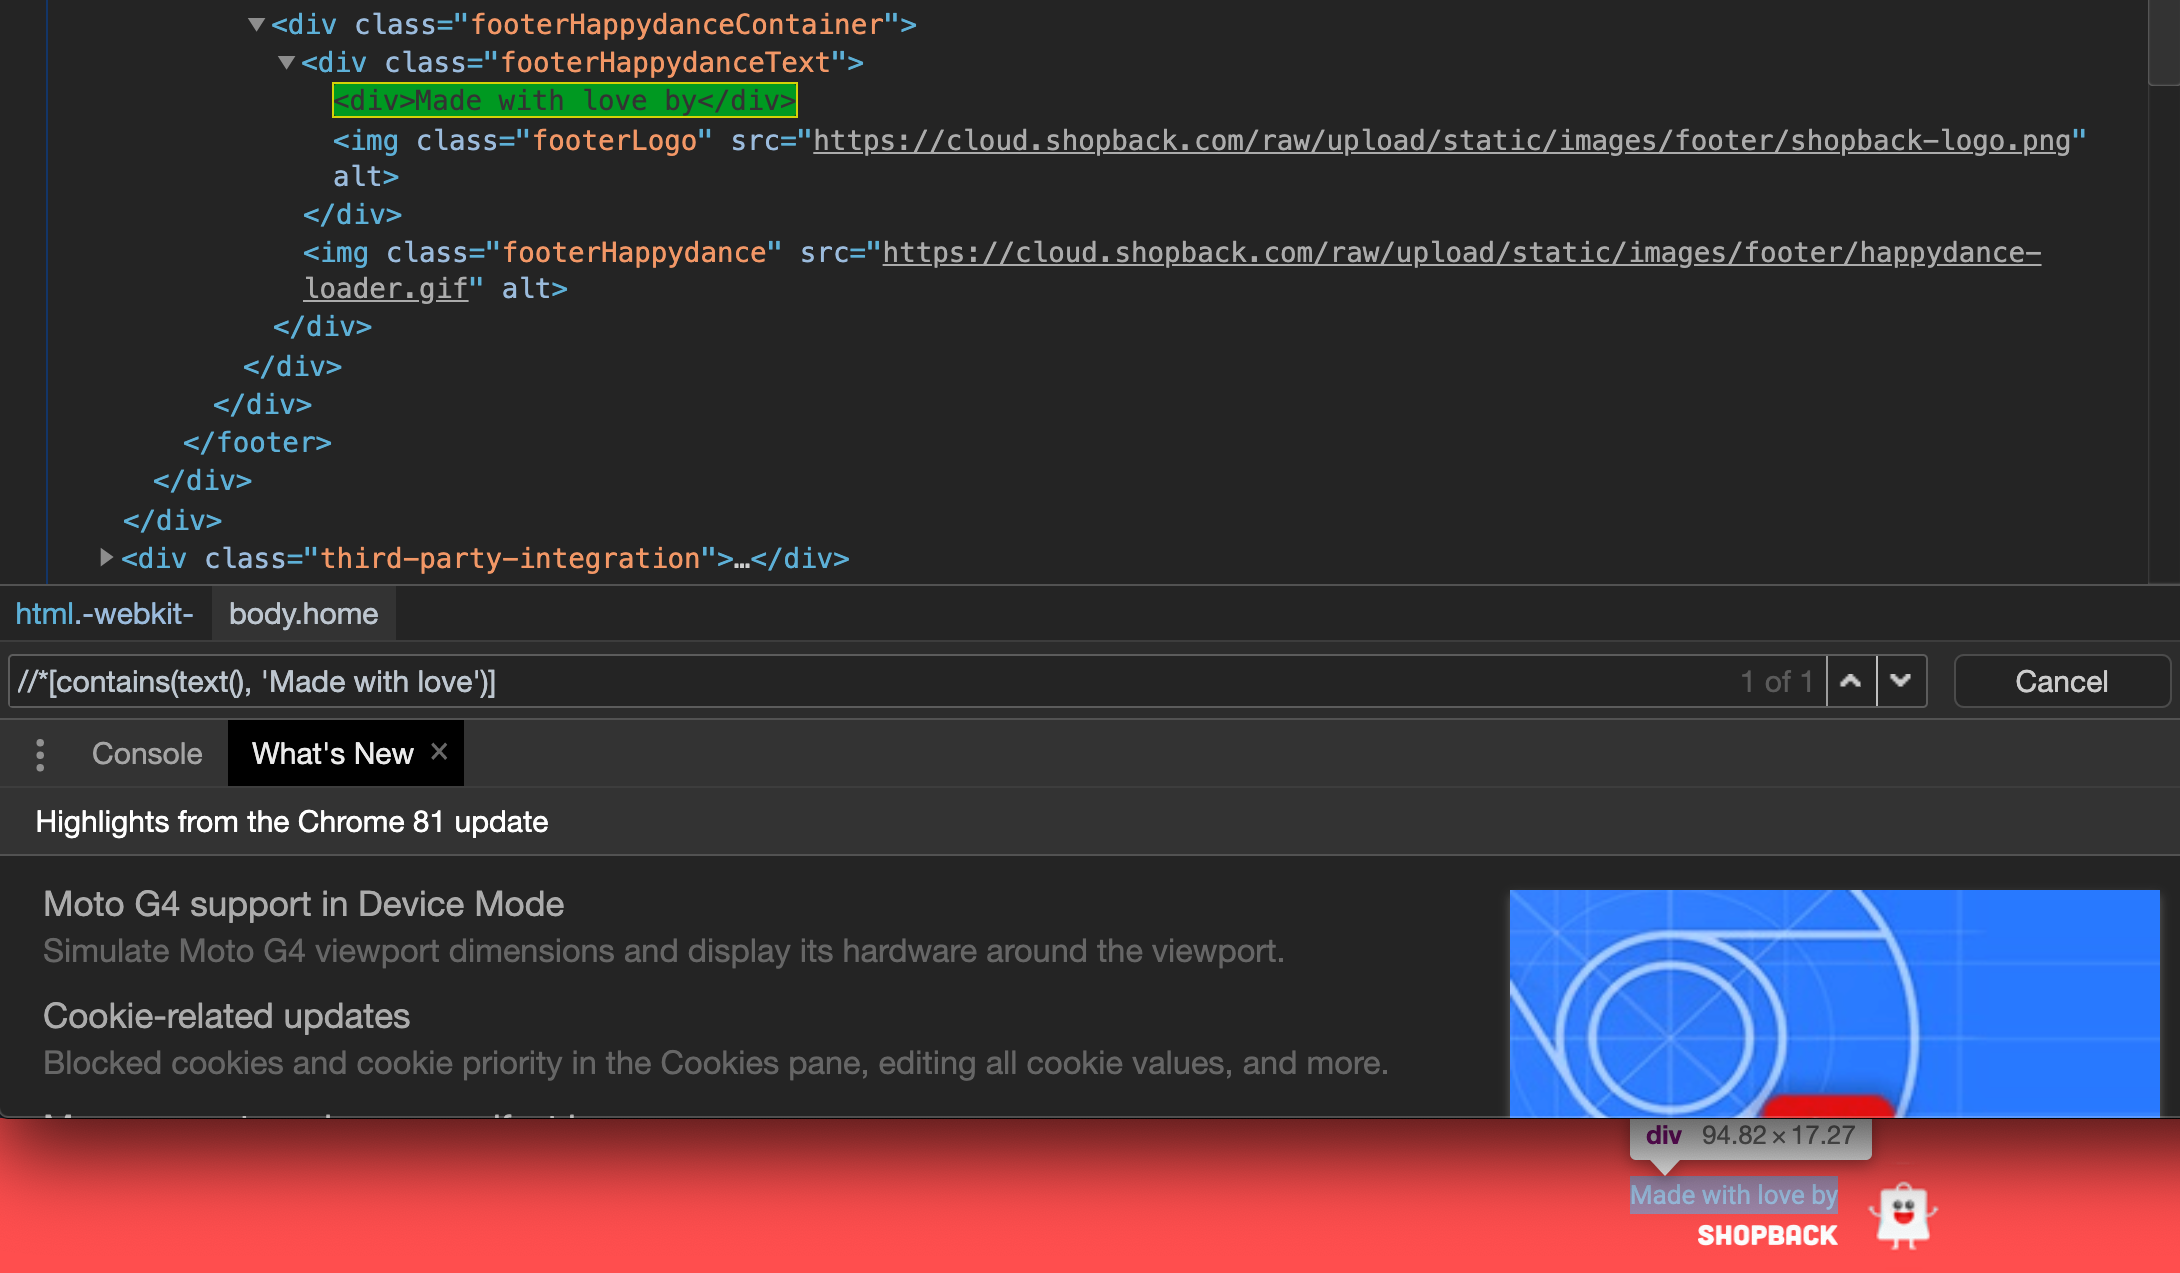 <div class="footerHappydanceContainer">
<div class="footerHappydanceText">
<div>Made with love by</div>
<img class="footerLogo" src="https://cloud.shopback.com/raw/upload/static/images/footer/shopback-logo.png"
alt>
</div>
<img class="footerHappydance" src="https://cloud.shopback.com/raw/upload/static/images/footer/happydance-
loader.gif" alt>
</div>
</div>
</div>
</footer>
</div>
</div>
<div class="third-party-integration">…</div>
html.-webkit- body.home
//*[contains(text(), 'Made with love')] 1 of 1 Cancel
Console What's New ×
Highlights from the Chrome 81 update
Moto G4 support in Device Mode
Simulate Moto G4 viewport dimensions and display its hardware around the viewport.
Cookie-related updates
Blocked cookies and cookie priority in the Cookies pane, editing all cookie values, and more.
div 94.82 × 17.27
Made with love by
SHOPBACK